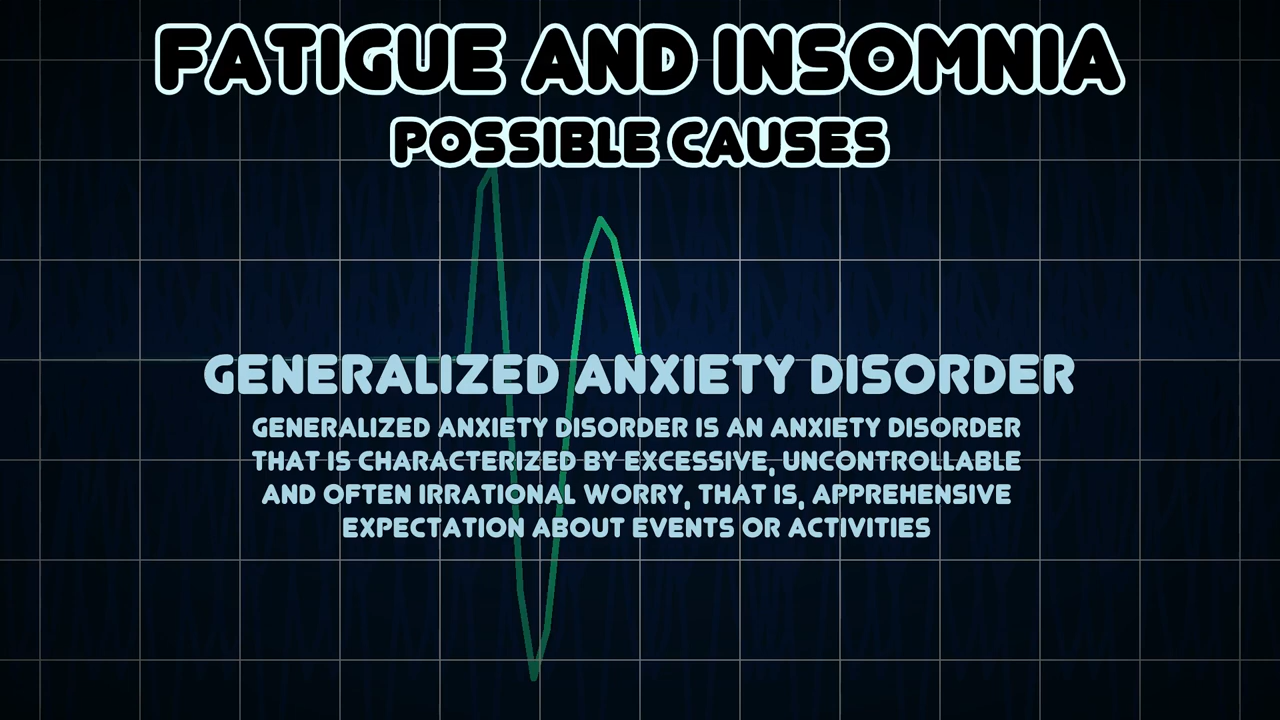 FATIGUE AND INSOMNIA
POSSIBLE CAUSES
GENERALIZED ANXIETY DISORDER
GENERALIZED ANXIETY DISORDER IS AN ANXIETY DISORDER
THAT IS CHARACTERIZED BY EXCESSIVE, UNCONTROLLABLE
AND OFTEN IRRATIONAL WORRY, THAT IS, APPREHENSIVE
EXPECTATION ABOUT EVENTS OR ACTIVITIES